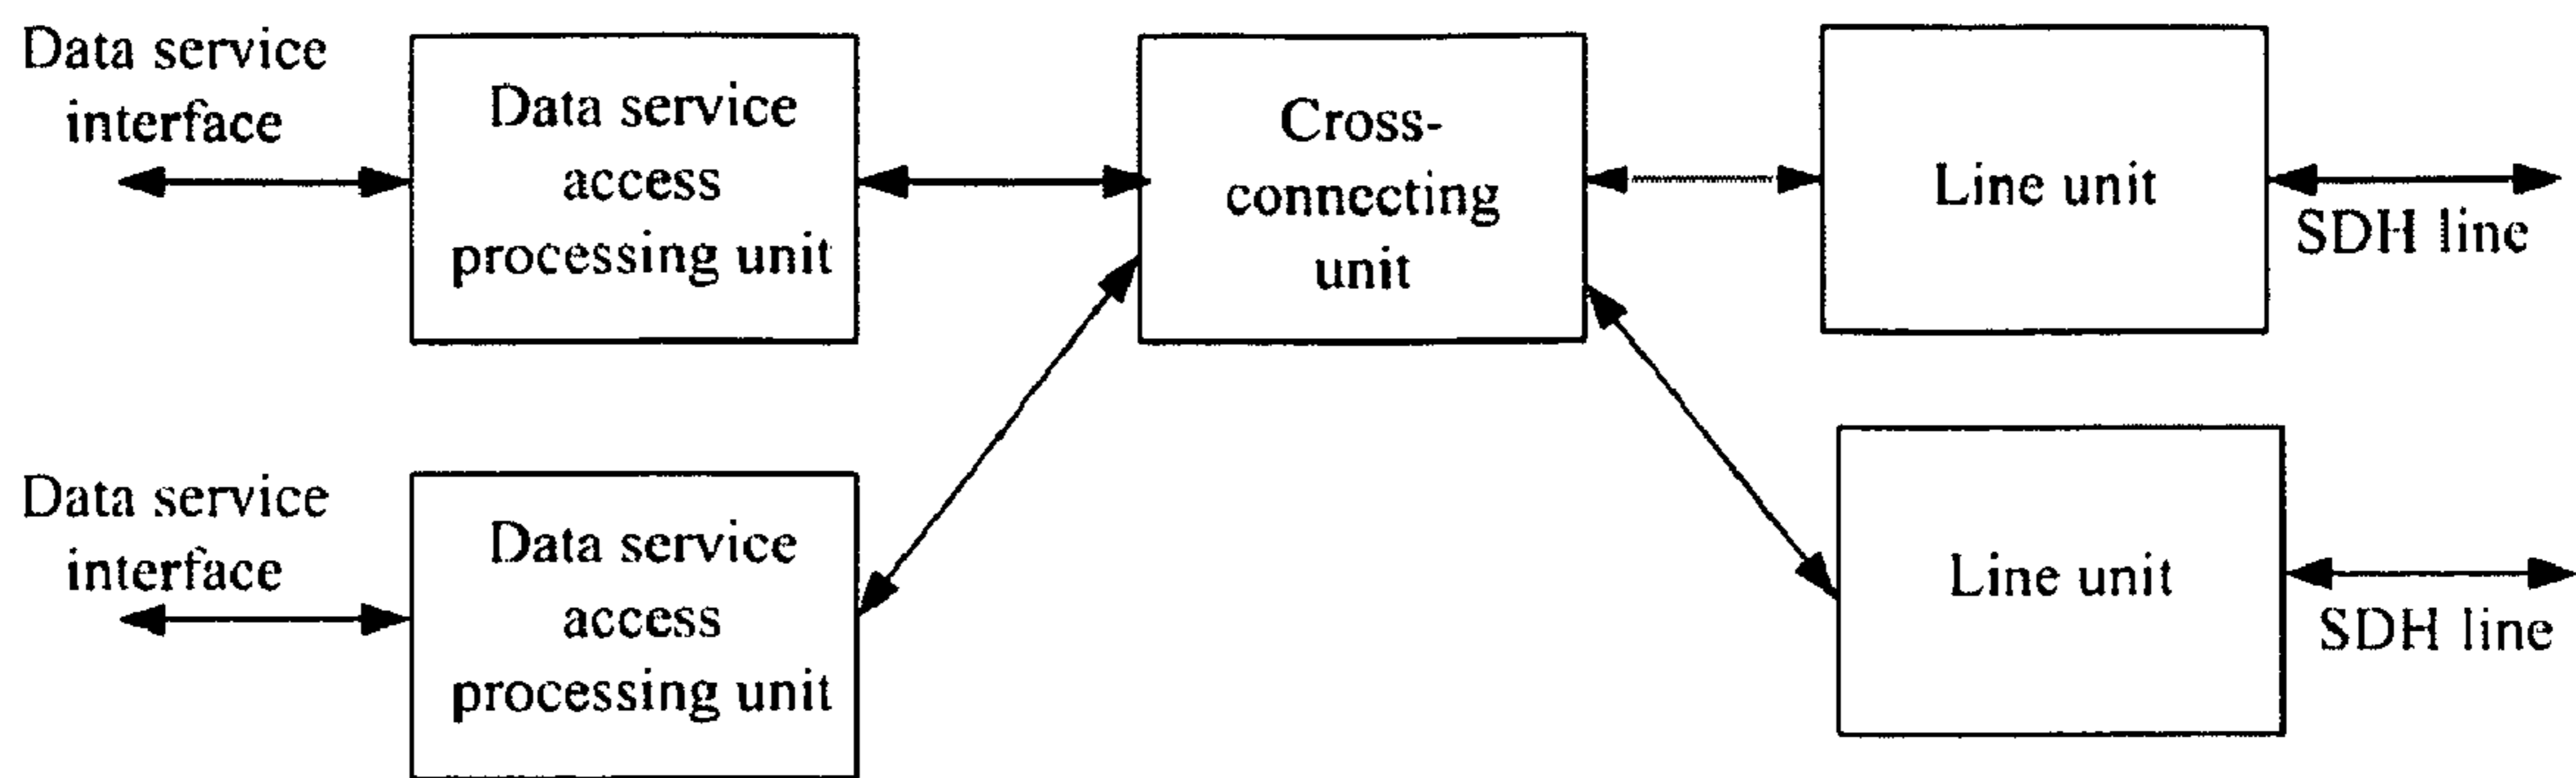 Data service
interface
Data service
access
processing unit
Cross-
connecting
unit
Line unit
SDH line
Data service
interface
Data service
access
processing unit
Line unit
SDH line